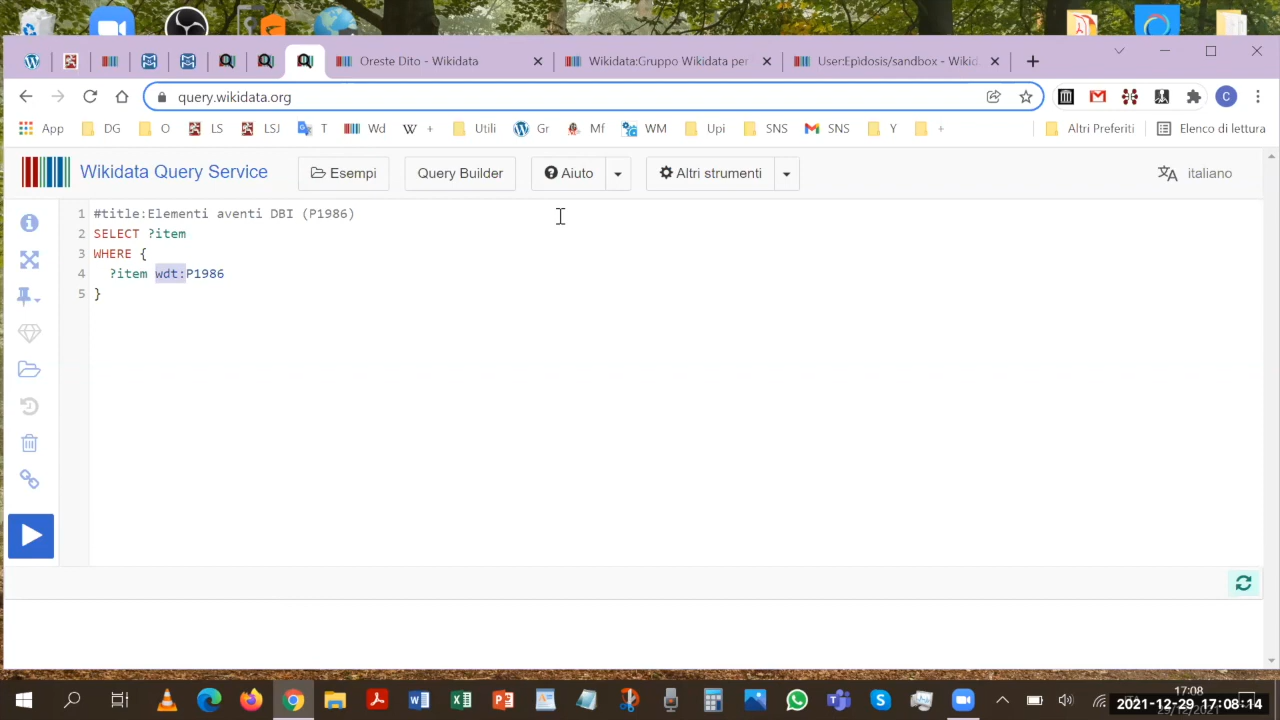 Oreste Dito - Wikidata
Wikidata:Gruppo Wikidata per
User:Epidosis/sandbox - Wikid
query.wikidata.org
App
DG
O
LS
LSJ
T
Wd
+
Utili
Gr
Mf
WM
Upi
SNS
SNS
Y
+
Altri Preferiti
Elenco di lettura
Wikidata Query Service
Esempi
Query Builder
Aiuto
Altri strumenti
italiano
1 #title:Elementi aventi DBI (P1986)
2 SELECT ?item
3 WHERE {
4 ?item wdt:P1986
5 }
17:08
2021-12-29 17:08:14